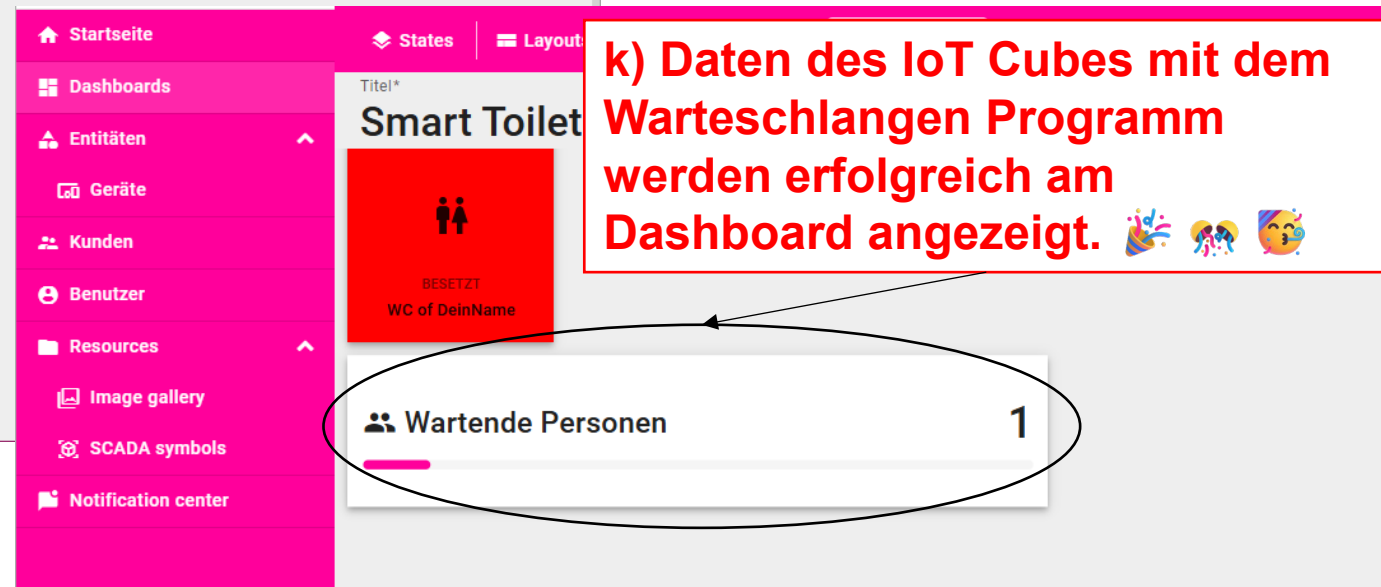 Startseite
Dashboards
Entitäten
Geräte
Kunden
Benutzer
Resources
Image gallery
SCADA symbols
Notification center
States
Layouts
Titel*
Smart Toilet
BESETZT
WC of DeinName
Wartende Personen
1
k) Daten des IoT Cubes mit dem
Warteschlangen Programm
werden erfolgreich am
Dashboard angezeigt. 🎉 🎊 🥳